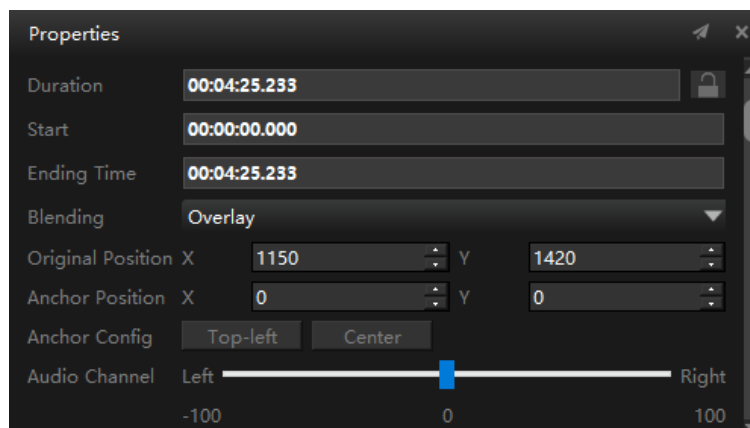 Properties
Duration 00:04:25.233
Start 00:00:00.000
Ending Time 00:04:25.233
Blending Overlay
Original Position X 1150 Y 1420
Anchor Position X 0 Y 0
Anchor Config Top-left Center
Audio Channel Left Right
-100 0 100